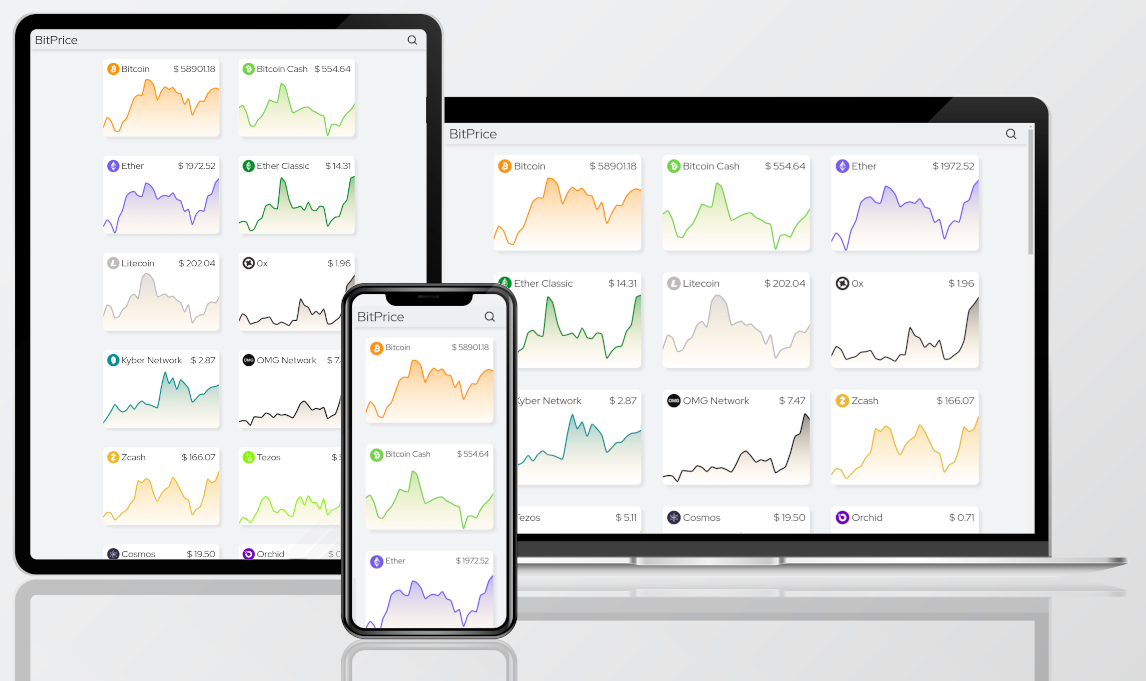 BitPrice
Bitcoin $ 58901.18
Bitcoin Cash $ 554.64
Ether $ 1972.52
Ether Classic $ 14.31
Litecoin $ 202.04
0x $ 1.96
Kyber Network $ 2.87
OMG Network $ 7.
Zcash $ 166.07
Tezos $
Cosmos $ 19.50
Orchid $ 0
BitPrice
Bitcoin $ 58901.18
Bitcoin Cash $ 554.64
Ether $ 1972.52
BitPrice
Bitcoin $ 58901.18
Bitcoin Cash $ 554.64
Ether $ 1972.52
Ether Classic $ 14.31
Litecoin $ 202.04
0x $ 1.96
Kyber Network $ 2.87
OMG OMG Network $ 7.47
Zcash $ 166.07
Tezos $ 5.11
Cosmos $ 19.50
Orchid $ 0.71